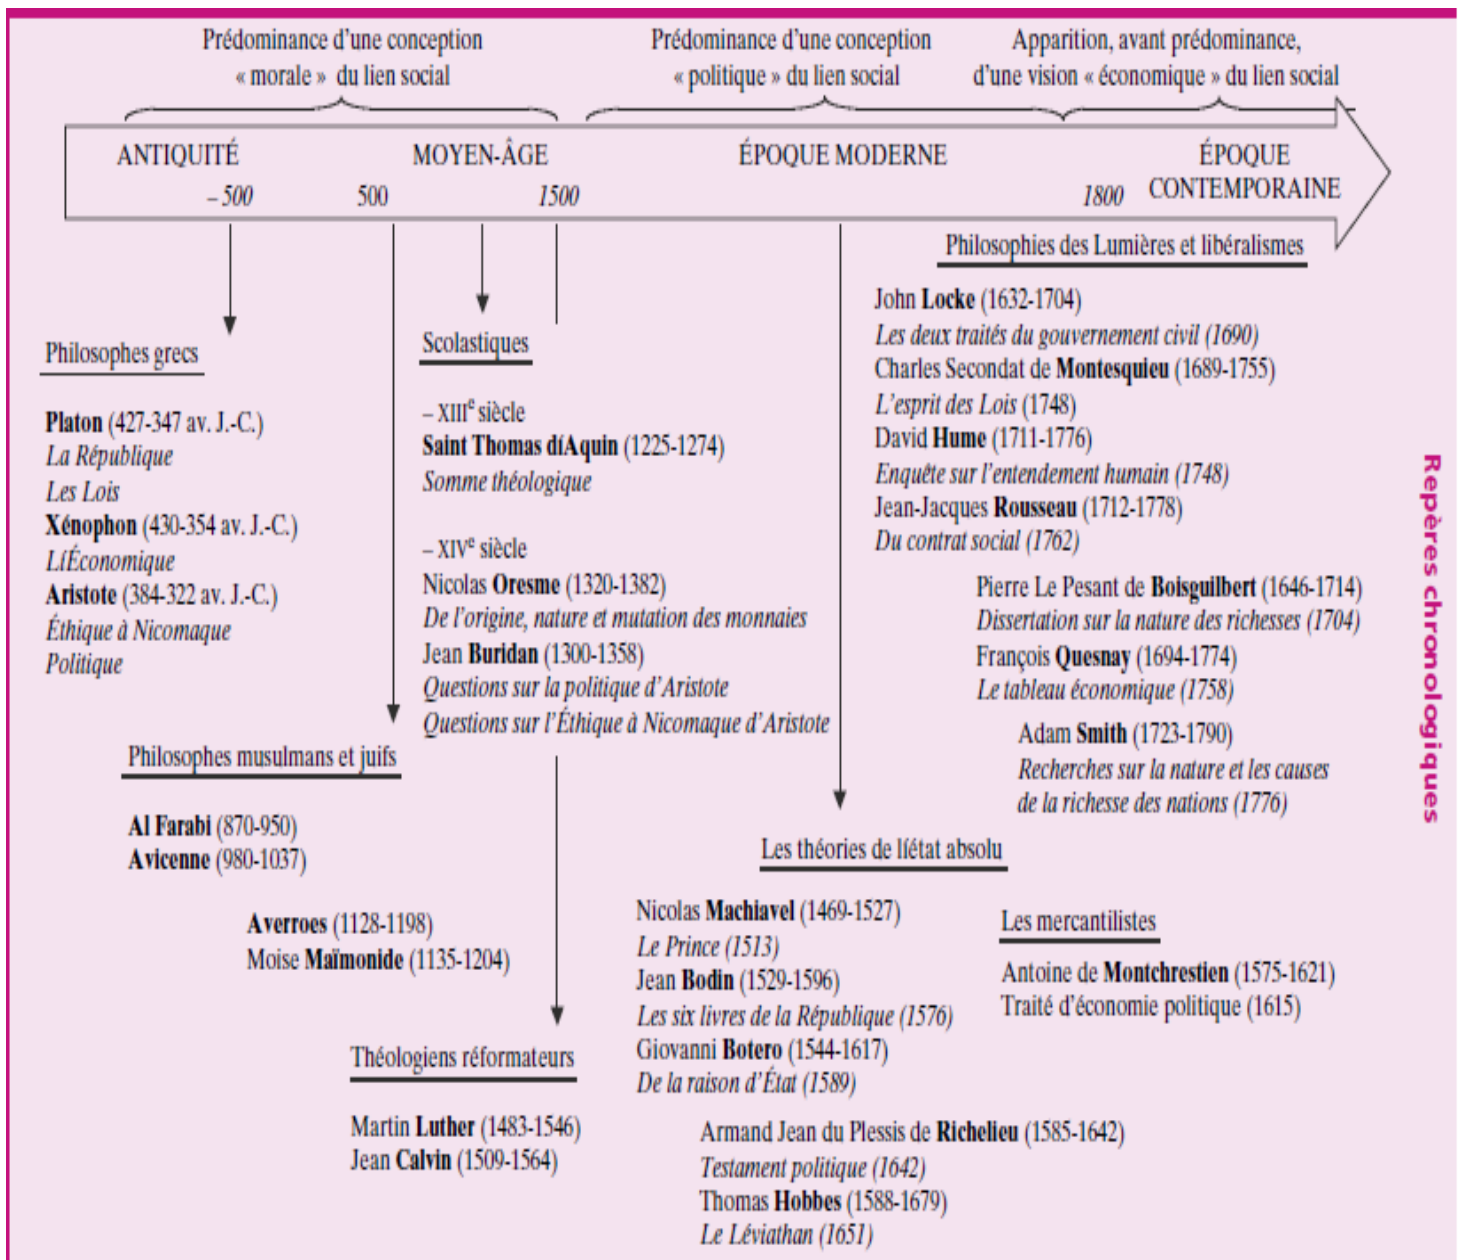 Prédominance d'une conception
« morale » du lien social
Prédominance d'une conception
« politique » du lien social
Apparition, avant prédominance,
d'une vision « économique » du lien social
ANTIQUITÉ
MOYEN-ÂGE
ÉPOQUE MODERNE
ÉPOQUE
CONTEMPORAINE
– 500
500
1500
1800
Philosophes grecs
Platon (427-347 av. J.-C.)
La République
Les Lois
Xénophon (430-354 av. J.-C.)
LíÉconomique
Aristote (384-322 av. J.-C.)
Éthique à Nicomaque
Politique
Philosophes musulmans et juifs
Al Farabi (870-950)
Avicenne (980-1037)
Averroes (1128-1198)
Moise Maïmonide (1135-1204)
Scolastiques
– XIIIe siècle
Saint Thomas díAquin (1225-1274)
Somme théologique
– XIVe siècle
Nicolas Oresme (1320-1382)
De l'origine, nature et mutation des monnaies
Jean Buridan (1300-1358)
Questions sur la politique d'Aristote
Questions sur l'Éthique à Nicomaque d'Aristote
Théologiens réformateurs
Martin Luther (1483-1546)
Jean Calvin (1509-1564)
Les théories de líétat absolu
Nicolas Machiavel (1469-1527)
Le Prince (1513)
Jean Bodin (1529-1596)
Les six livres de la République (1576)
Giovanni Botero (1544-1617)
De la raison d'État (1589)
Armand Jean du Plessis de Richelieu (1585-1642)
Testament politique (1642)
Thomas Hobbes (1588-1679)
Le Léviathan (1651)
Les mercantilistes
Antoine de Montchrestien (1575-1621)
Traité d'économie politique (1615)
Philosophies des Lumières et libéralismes
John Locke (1632-1704)
Les deux traités du gouvernement civil (1690)
Charles Secondat de Montesquieu (1689-1755)
L'esprit des Lois (1748)
David Hume (1711-1776)
Enquête sur l'entendement humain (1748)
Jean-Jacques Rousseau (1712-1778)
Du contrat social (1762)
Pierre Le Pesant de Boisguilbert (1646-1714)
Dissertation sur la nature des richesses (1704)
François Quesnay (1694-1774)
Le tableau économique (1758)
Adam Smith (1723-1790)
Recherches sur la nature et les causes
de la richesse des nations (1776)
Repères chronologiques